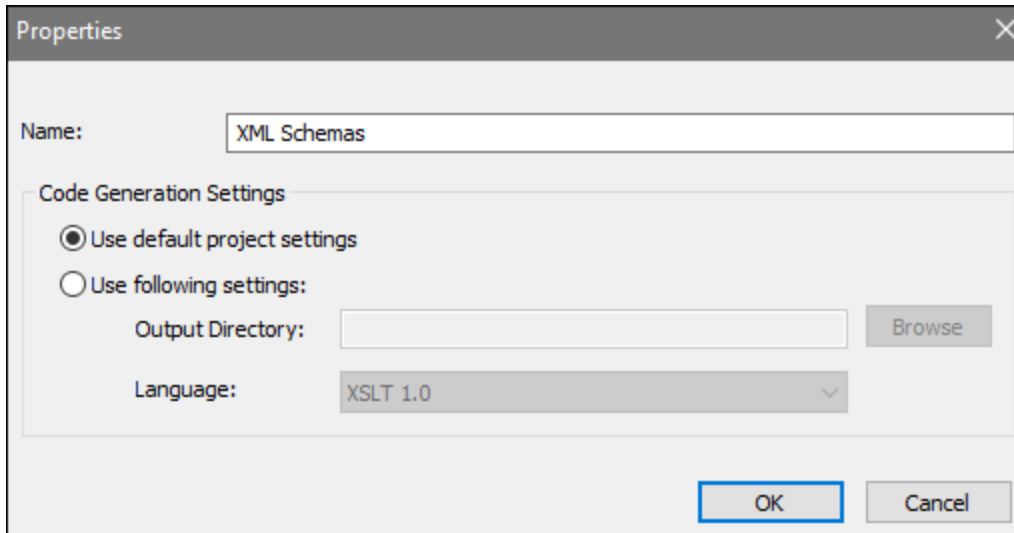 Properties
Name: XML Schemas
Code Generation Settings
Use default project settings
Use following settings:
Output Directory: Browse
Language: XSLT 1.0
OK Cancel